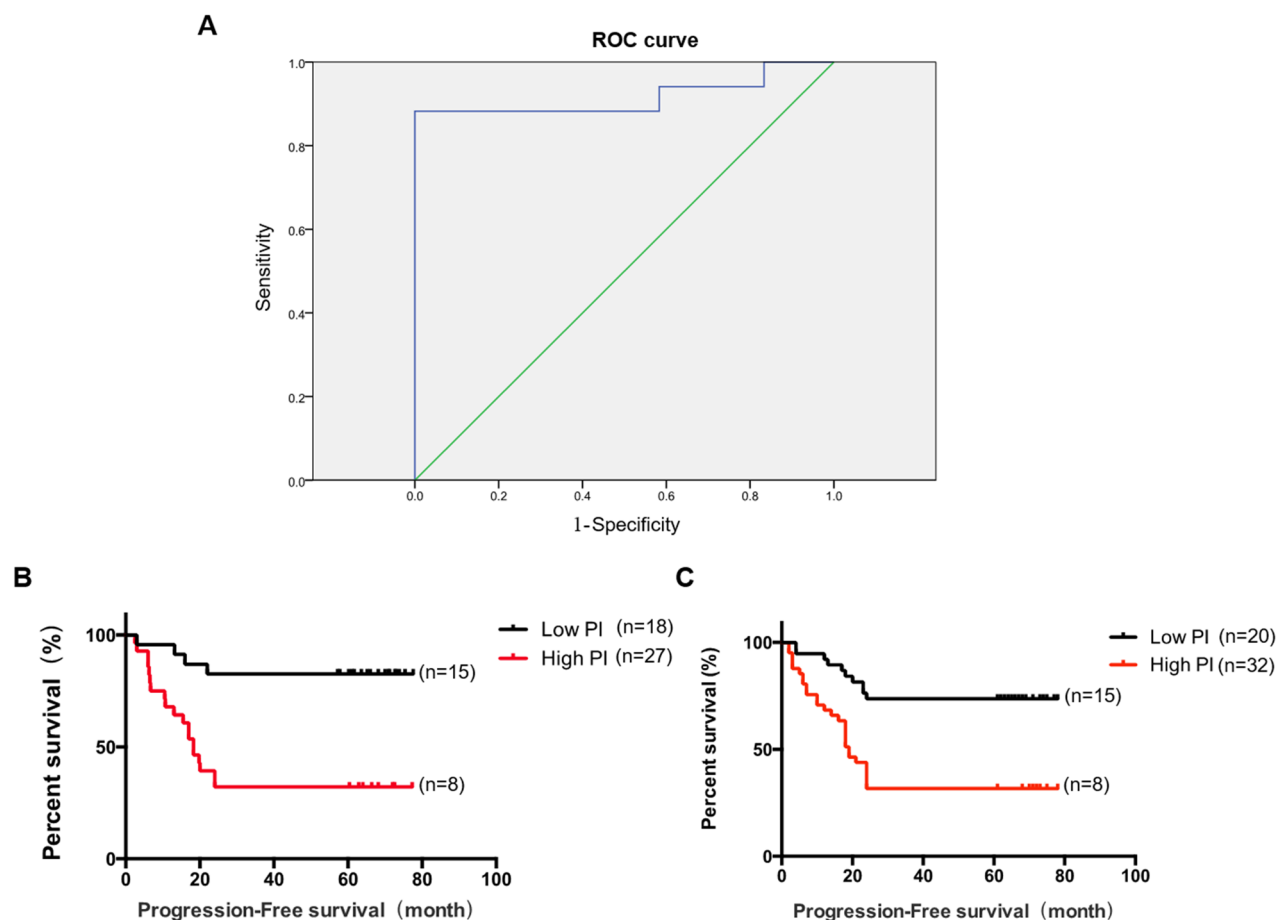 A
ROC curve
Sensitivity
1.0
0.8
0.6
0.4
0.2
0.0
0.0 0.2 0.4 0.6 0.8 1.0
1-Specificity
B
Percent survival (%)
100
50
0
0 20 40 60 80 100
Progression-Free survival (month)
Low PI (n=18)
High PI (n=27)
(n=15)
(n=8)
C
Percent survival (%)
100
50
0
0 20 40 60 80 100
Progression-Free survival (month)
Low PI (n=20)
High PI (n=32)
(n=15)
(n=8)